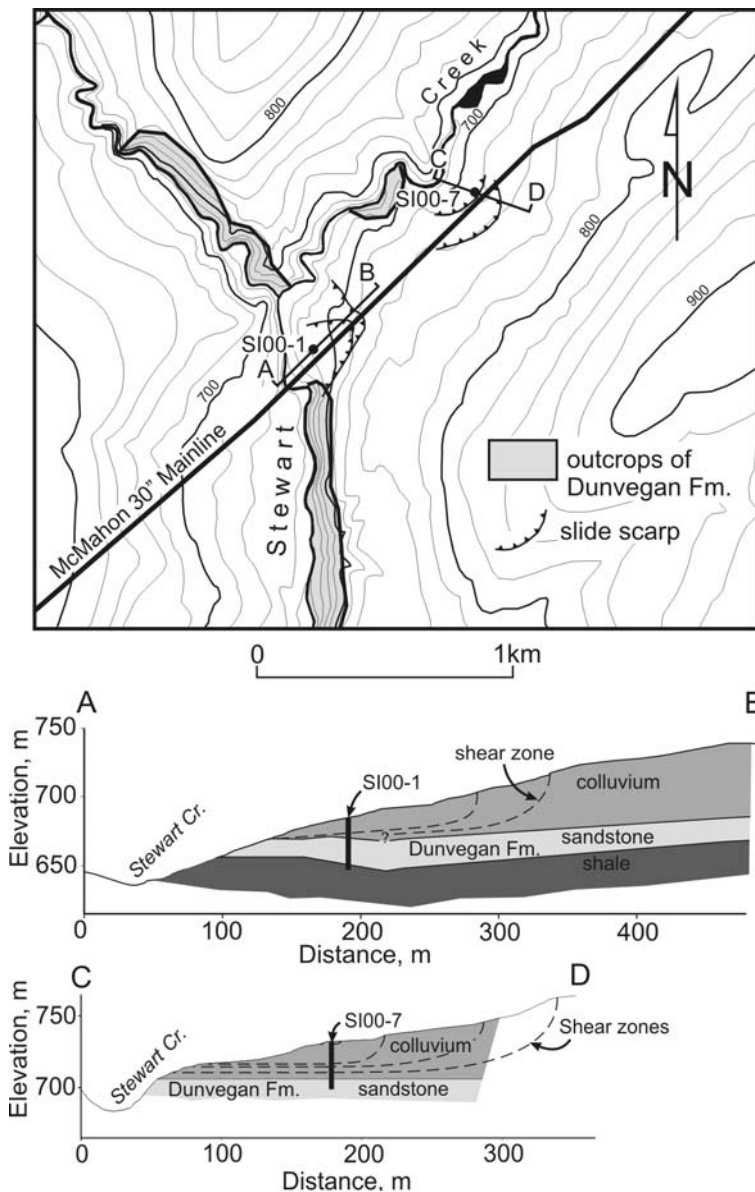 800
Creek
700
C
D
SI00-7
N
800
B
900
SI00-1
A
700
Stewart
McMahon 30” Mainline
outcrops of
Dunvegan Fm.
slide scarp
0
1km
A
B
750
700
650
Elevation, m
Stewart Cr.
SI00-1
shear zone
colluvium
?
Dunvegan Fm.
sandstone
shale
0
100
200
300
400
Distance, m
C
D
750
700
Elevation, m
Stewart Cr.
SI00-7
colluvium
Shear zones
Dunvegan Fm.
sandstone
0
100
200
300
Distance, m